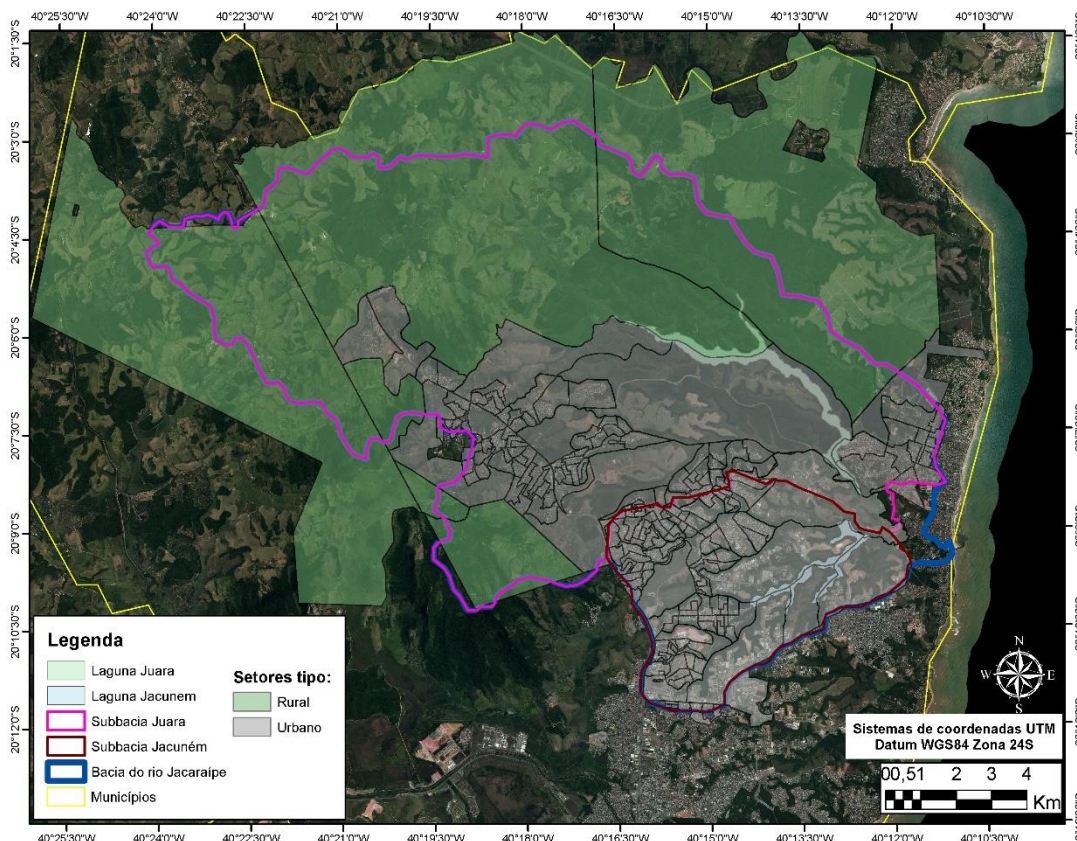 40°25'30"W 40°24'0"W 40°22'30"W 40°21'0"W 40°19'30"W 40°18'0"W 40°16'30"W 40°15'0"W 40°13'30"W 40°12'0"W 40°10'30"W
20°1'30"S
20°3'0"S
20°4'30"S
20°6'0"S
20°7'30"S
20°9'0"S
20°10'30"S
20°12'0"S
Legenda
Laguna Juara
Laguna Jacunem
Subbacia Juara
Subbacia Jacuném
Bacia do rio Jacaraípe
Municípios
Setores tipo:
Rural
Urbano
N
W E
S
Sistemas de coordenadas UTM
Datum WGS84 Zona 24S
00,51 2 3 4
Km
40°25'30"W 40°24'0"W 40°22'30"W 40°21'0"W 40°19'30"W 40°18'0"W 40°16'30"W 40°15'0"W 40°13'30"W 40°12'0"W 40°10'30"W